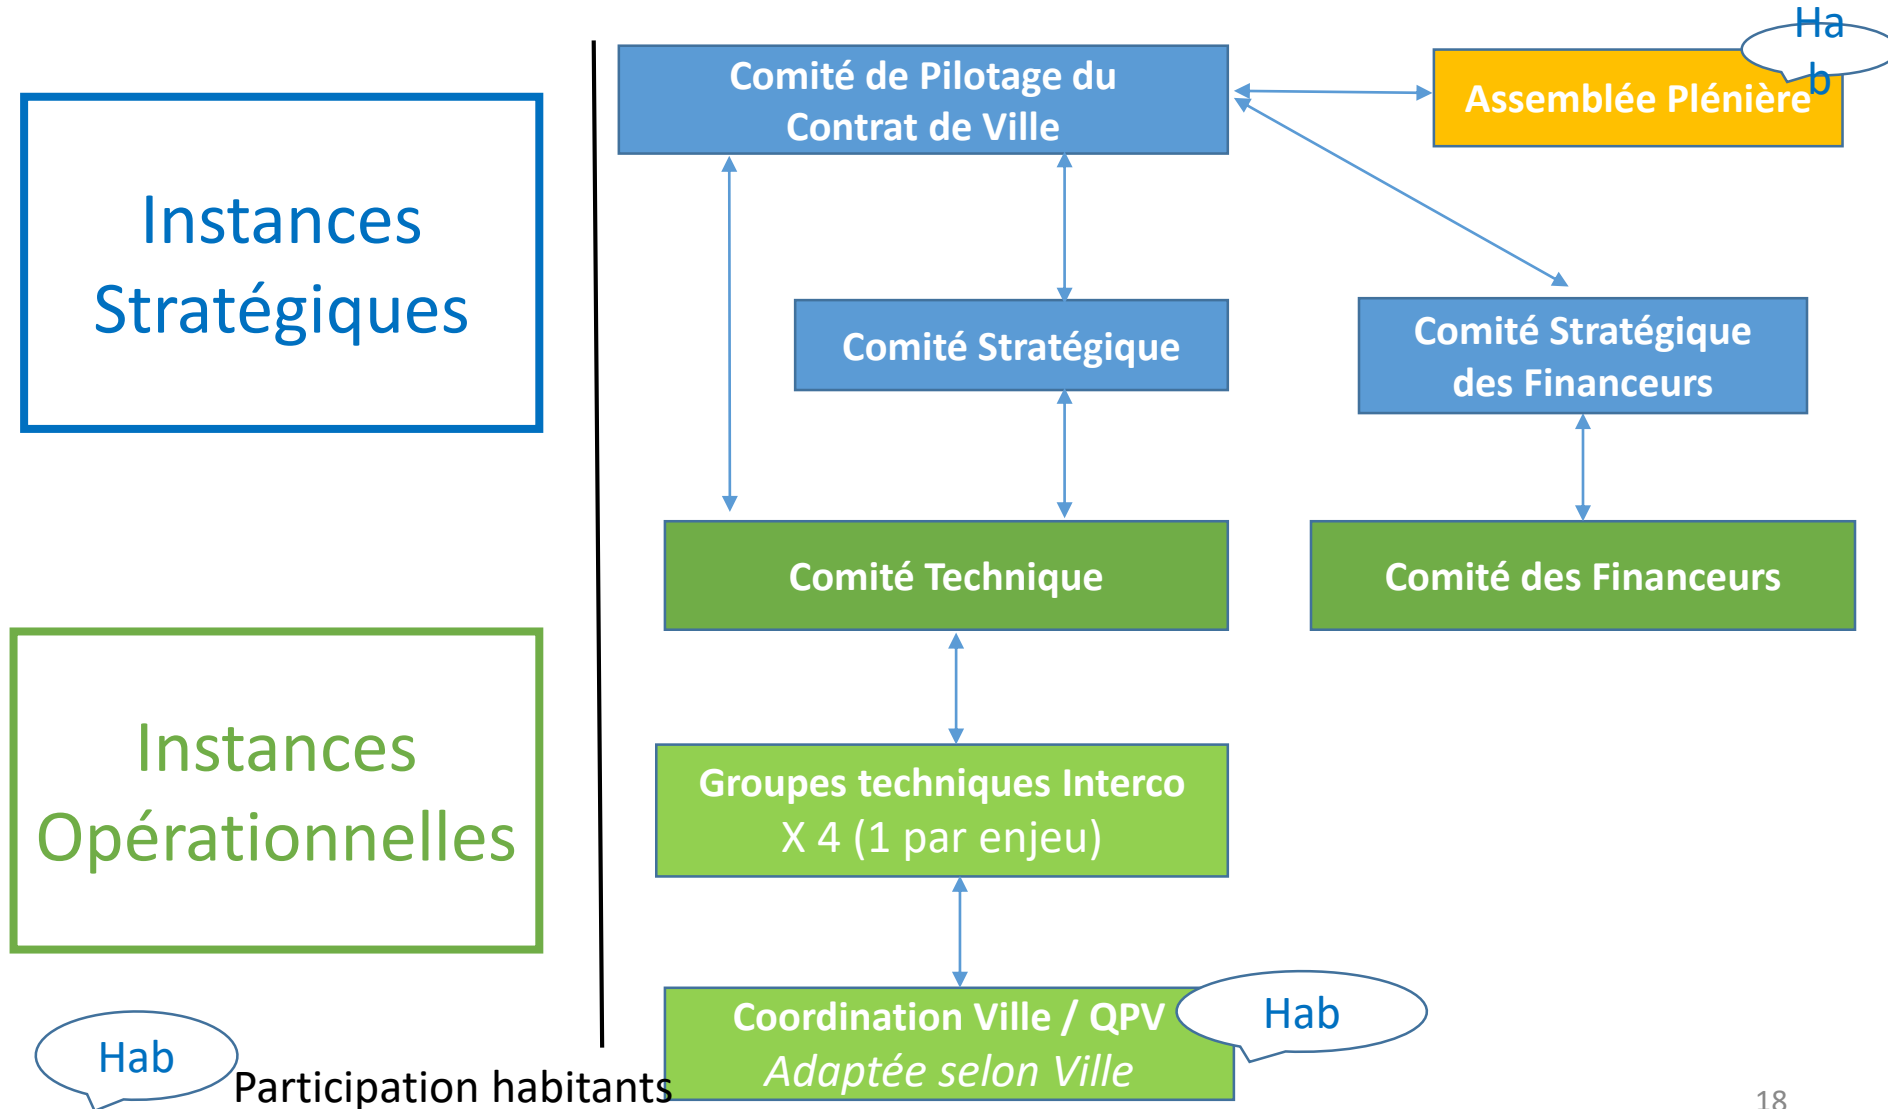 Instances
Stratégiques
Comité de Pilotage du
Contrat de Ville
Ha
b
Assemblée Plénière
Comité Stratégique
Comité Stratégique
des Financeurs
Comité Technique
Comité des Financeurs
Instances
Opérationnelles
Groupes techniques Interco
X 4 (1 par enjeu)
Coordination Ville / QPV
Adaptée selon Ville
Hab
Hab
Participation habitants
18